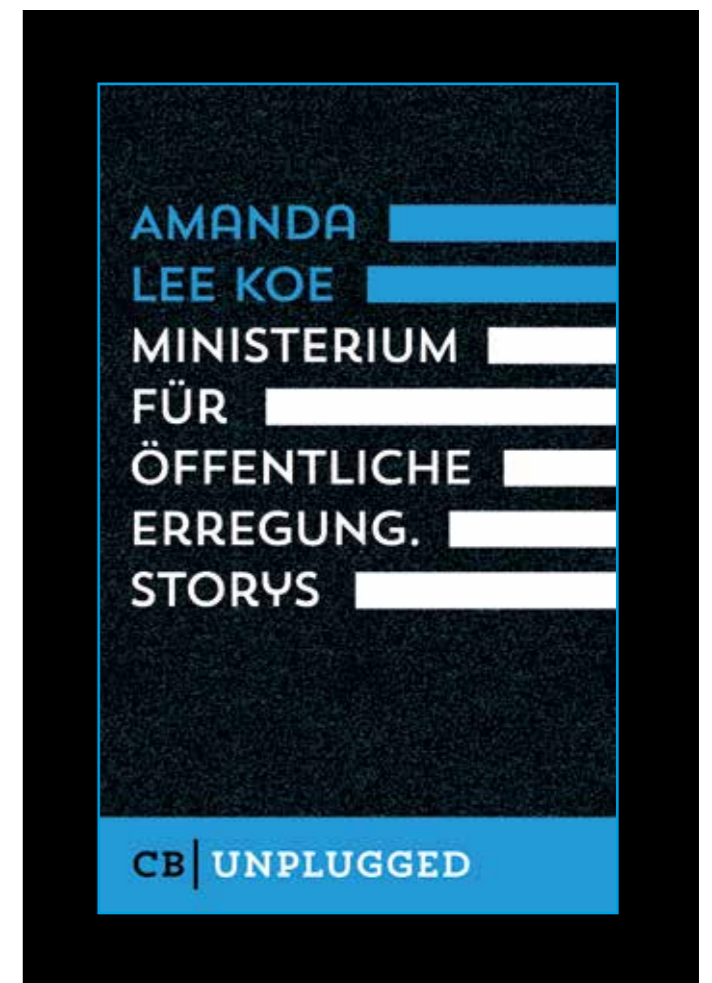 AMANDA
LEE KOE
MINISTERIUM
FÜR
ÖFFENTLICHE
ERREGUNG.
STORYS
CB|UNPLUGGED